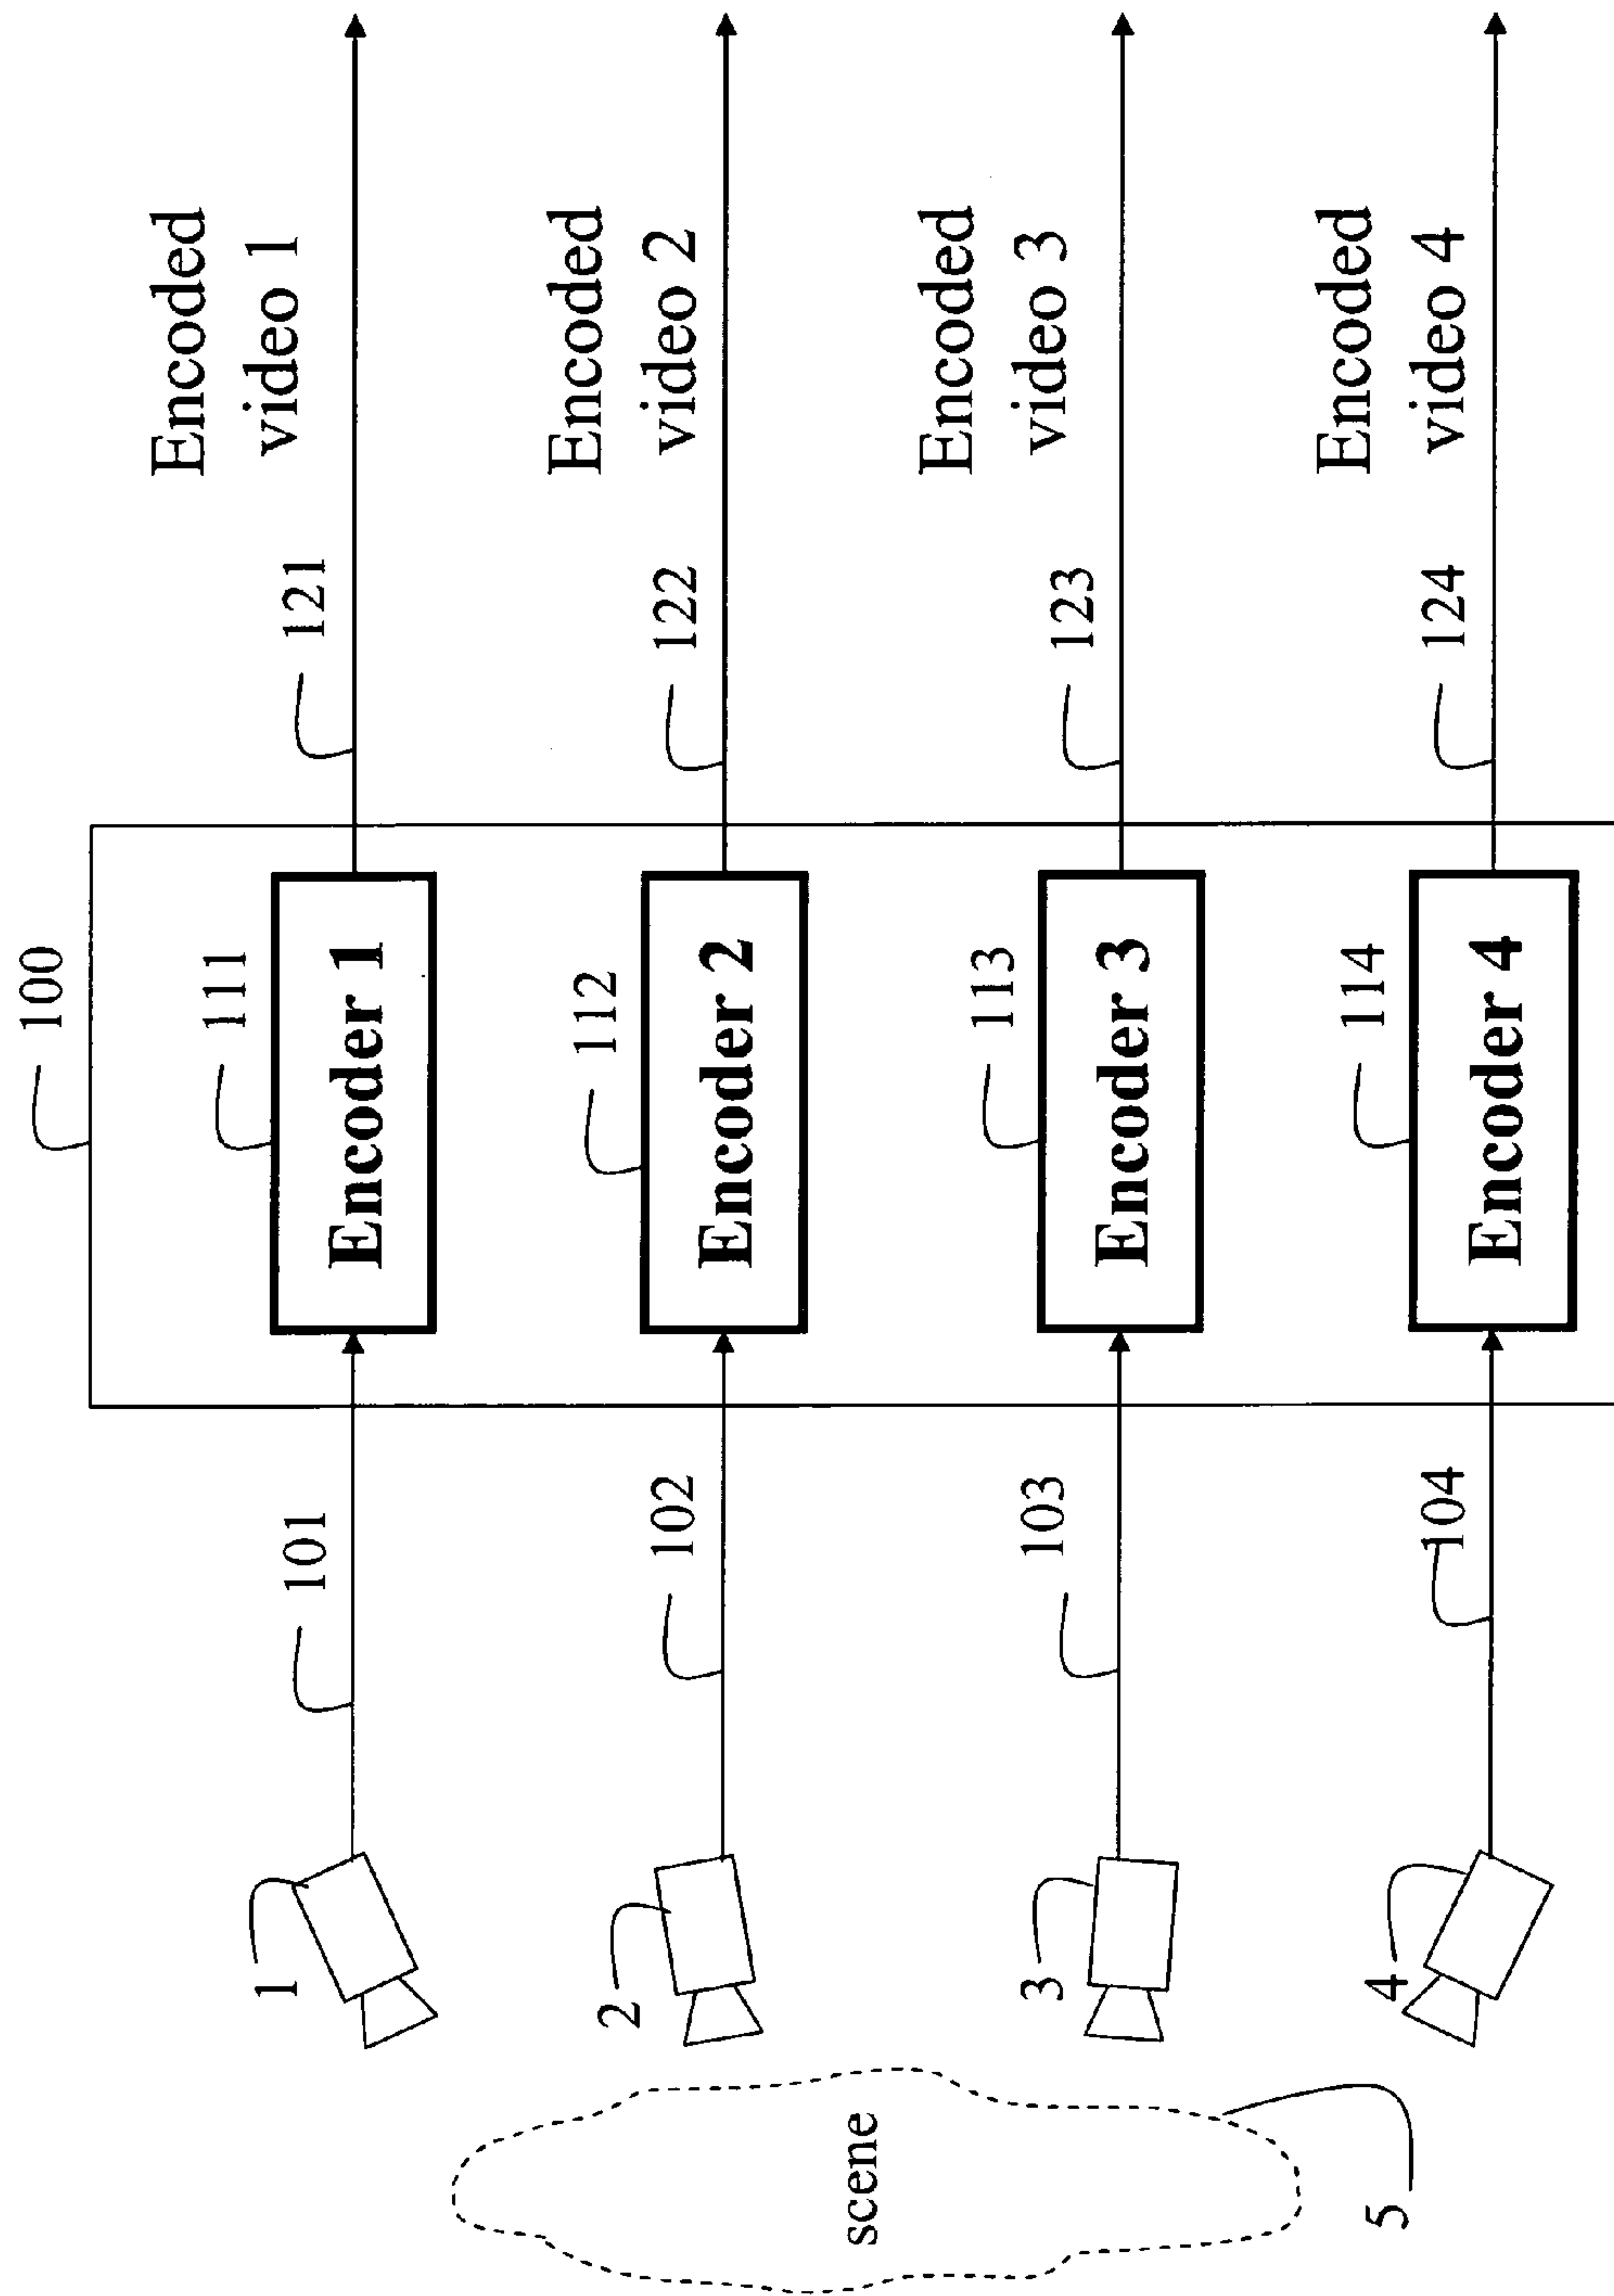 100
1
101
111
Encoder 1
121
Encoded
video 1
2
102
112
Encoder 2
122
Encoded
video 2
scene
3
103
113
Encoder 3
123
Encoded
video 3
4
104
114
Encoder 4
124
Encoded
video 4
5